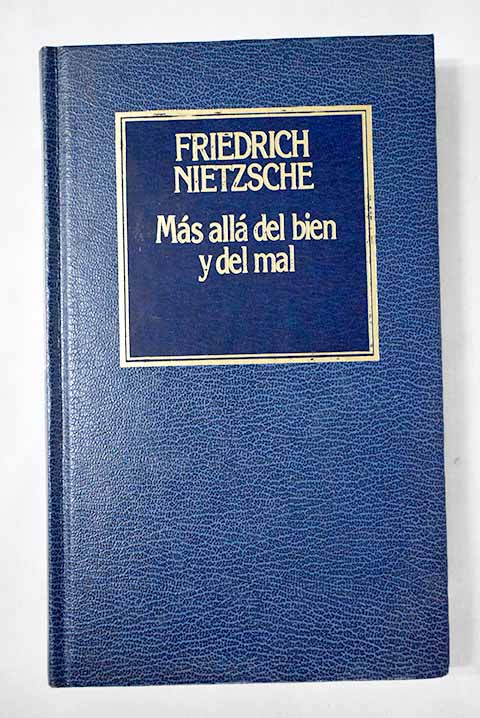 FRIEDRICH
NIETZSCHE
Más allá del bien
y del mal